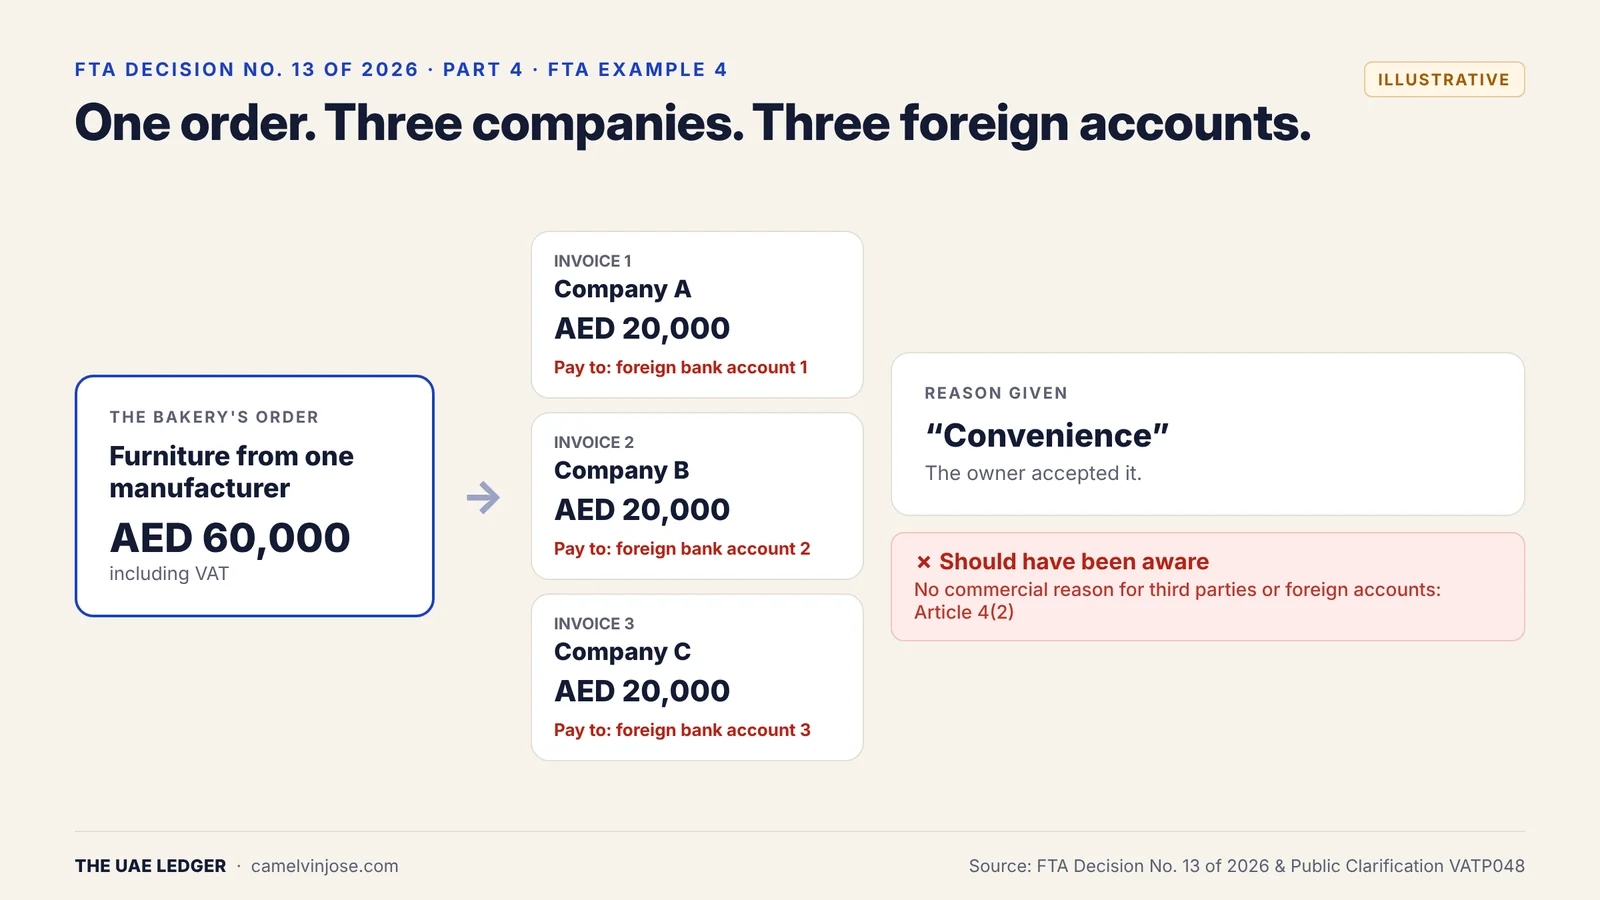 FTA DECISION NO. 13 OF 2026 · PART 4 · FTA EXAMPLE 4
ILLUSTRATIVE
One order. Three companies. Three foreign accounts.
THE BAKERY'S ORDER
Furniture from one
manufacturer
AED 60,000
including VAT
→
INVOICE 1
Company A
AED 20,000
Pay to: foreign bank account 1
INVOICE 2
Company B
AED 20,000
Pay to: foreign bank account 2
INVOICE 3
Company C
AED 20,000
Pay to: foreign bank account 3
REASON GIVEN
“Convenience”
The owner accepted it.
× Should have been aware
No commercial reason for third parties or foreign accounts:
Article 4(2)
THE UAE LEDGER · camelvinjose.com
Source: FTA Decision No. 13 of 2026 & Public Clarification VATP048